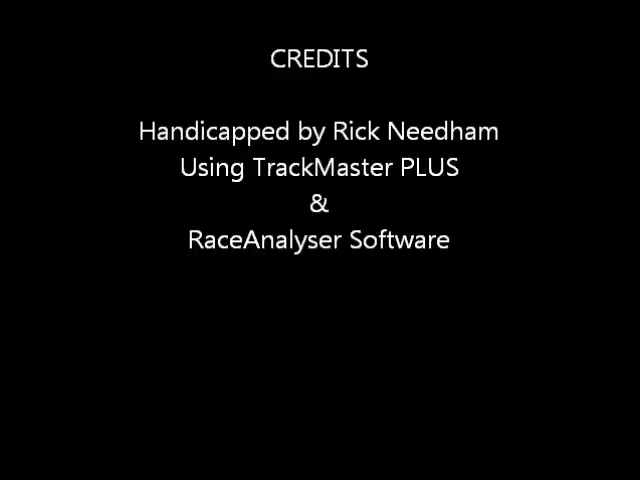 CREDITS
Handicapped by Rick Needham
Using TrackMaster PLUS
&
RaceAnalyser Software